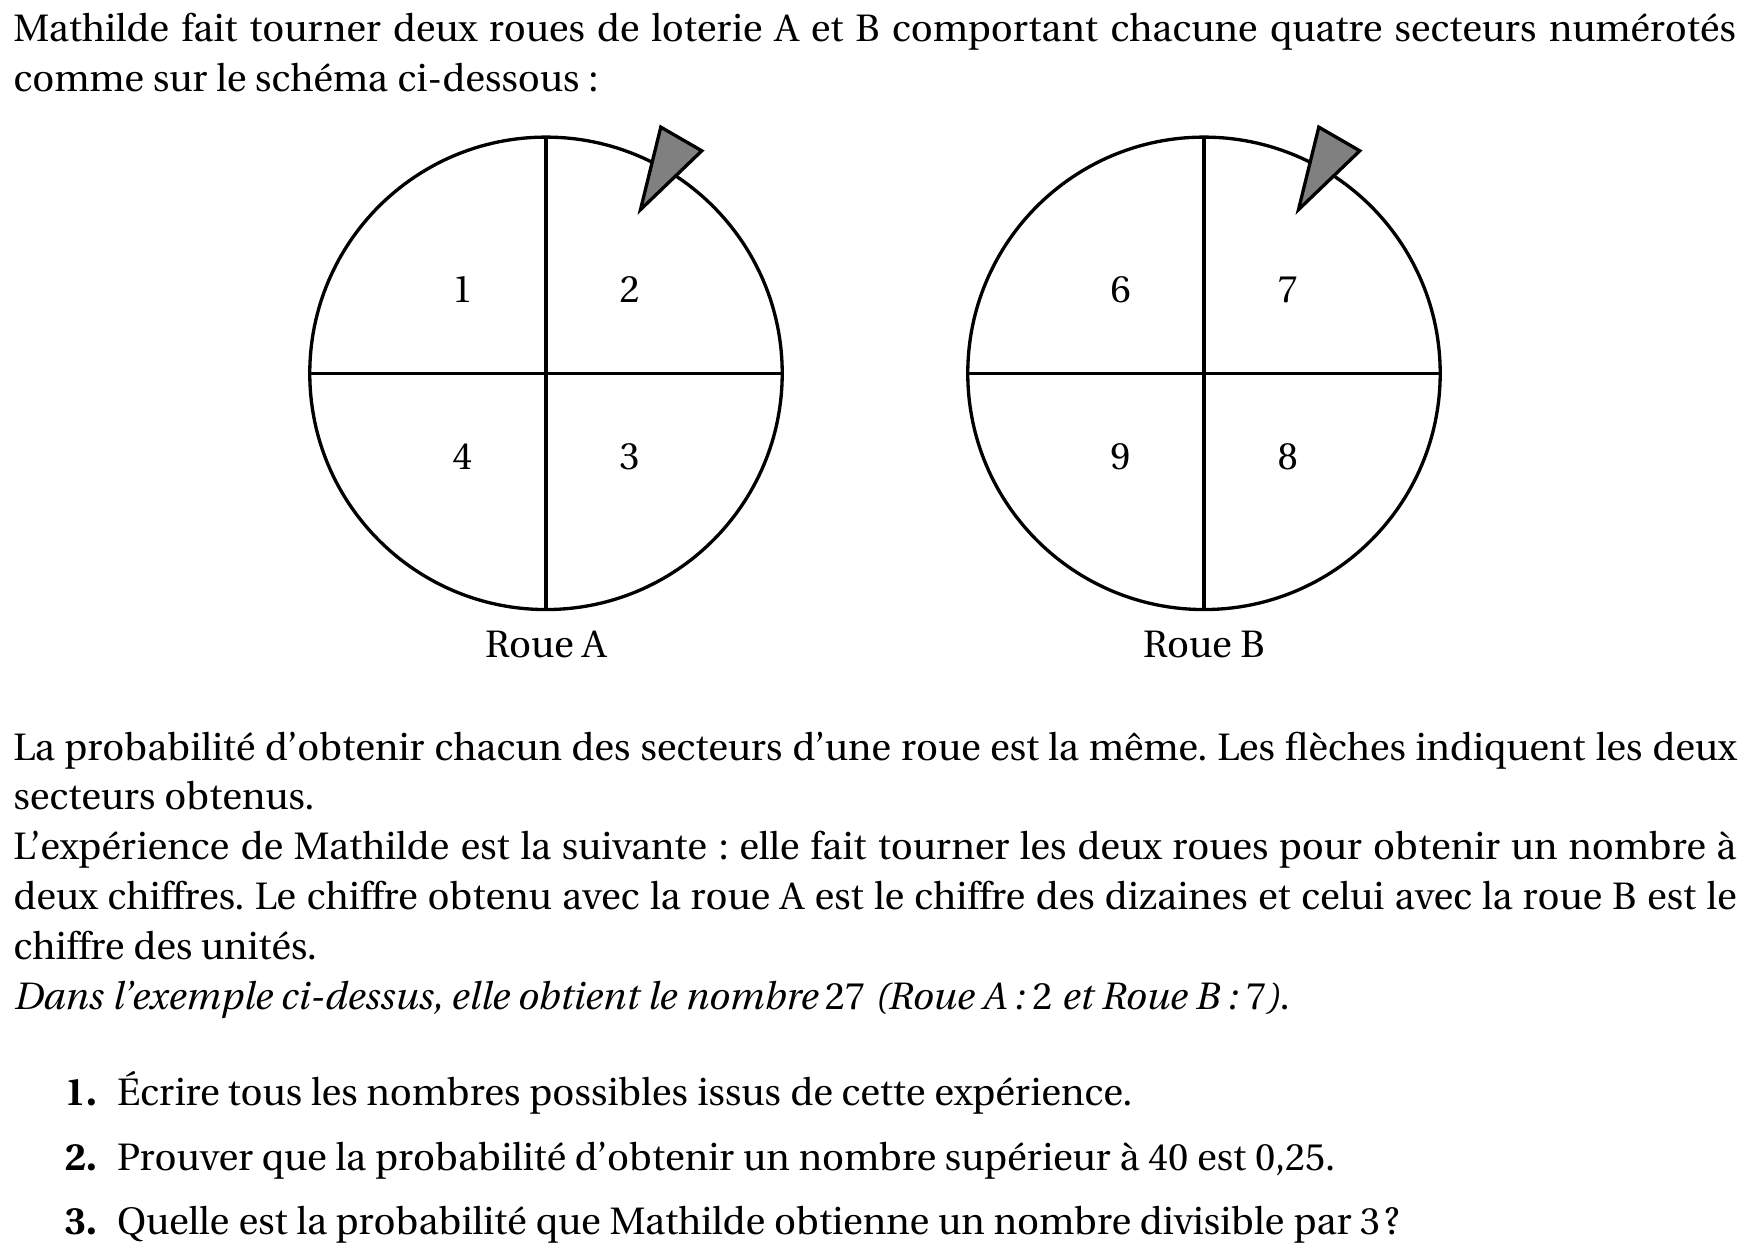 Mathilde fait tourner deux roues de loterie A et B comportant chacune quatre secteurs numérotés
comme sur le schéma ci-dessous :
1 2
4 3
Roue A
6 7
9 8
Roue B
La probabilité d'obtenir chacun des secteurs d'une roue est la même. Les flèches indiquent les deux
secteurs obtenus.
L'expérience de Mathilde est la suivante : elle fait tourner les deux roues pour obtenir un nombre à
deux chiffres. Le chiffre obtenu avec la roue A est le chiffre des dizaines et celui avec la roue B est le
chiffre des unités.
Dans l'exemple ci-dessus, elle obtient le nombre 27 (Roue A : 2 et Roue B : 7).
1. Écrire tous les nombres possibles issus de cette expérience.
2. Prouver que la probabilité d'obtenir un nombre supérieur à 40 est 0,25.
3. Quelle est la probabilité que Mathilde obtienne un nombre divisible par 3 ?